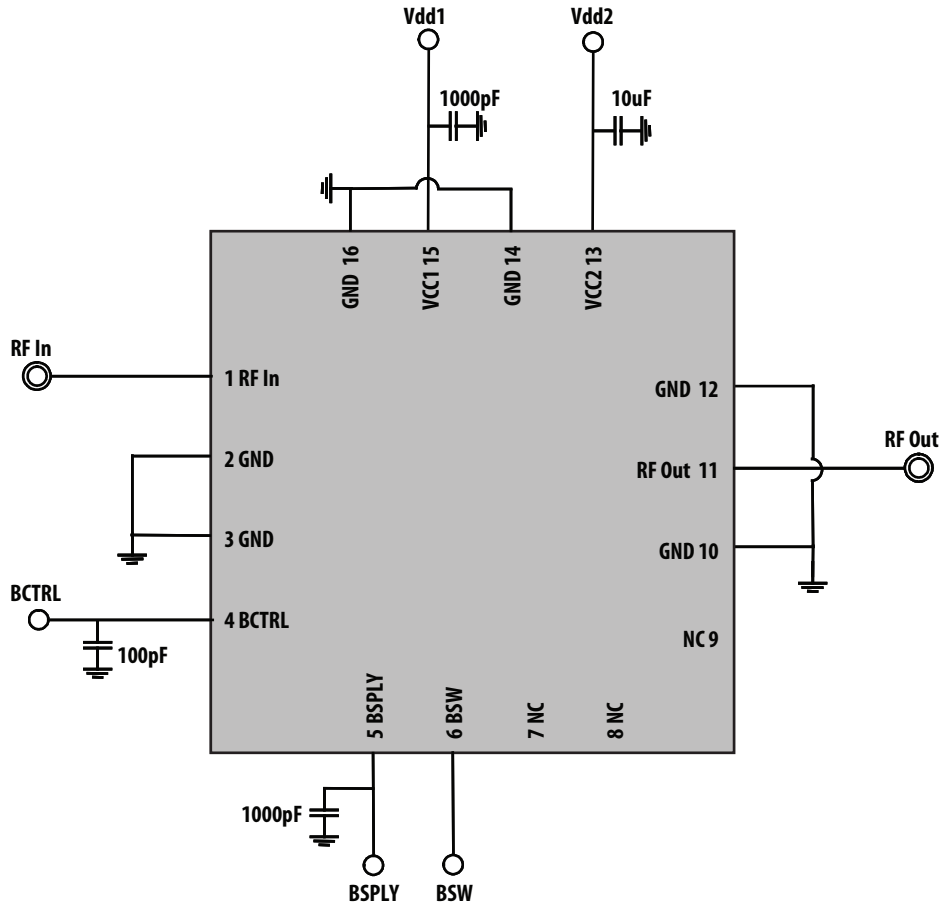 Vdd1
Vdd2
1000pF
10uF
GND 16
VCC1 15
GND 14
VCC2 13
RF In
1 RF In
GND 12
RF Out
2 GND
RF Out 11
3 GND
GND 10
BCTRL
4 BCTRL
100pF
NC 9
5 BSPLY
6 BSW
7 NC
8 NC
1000pF
BSPLY
BSW